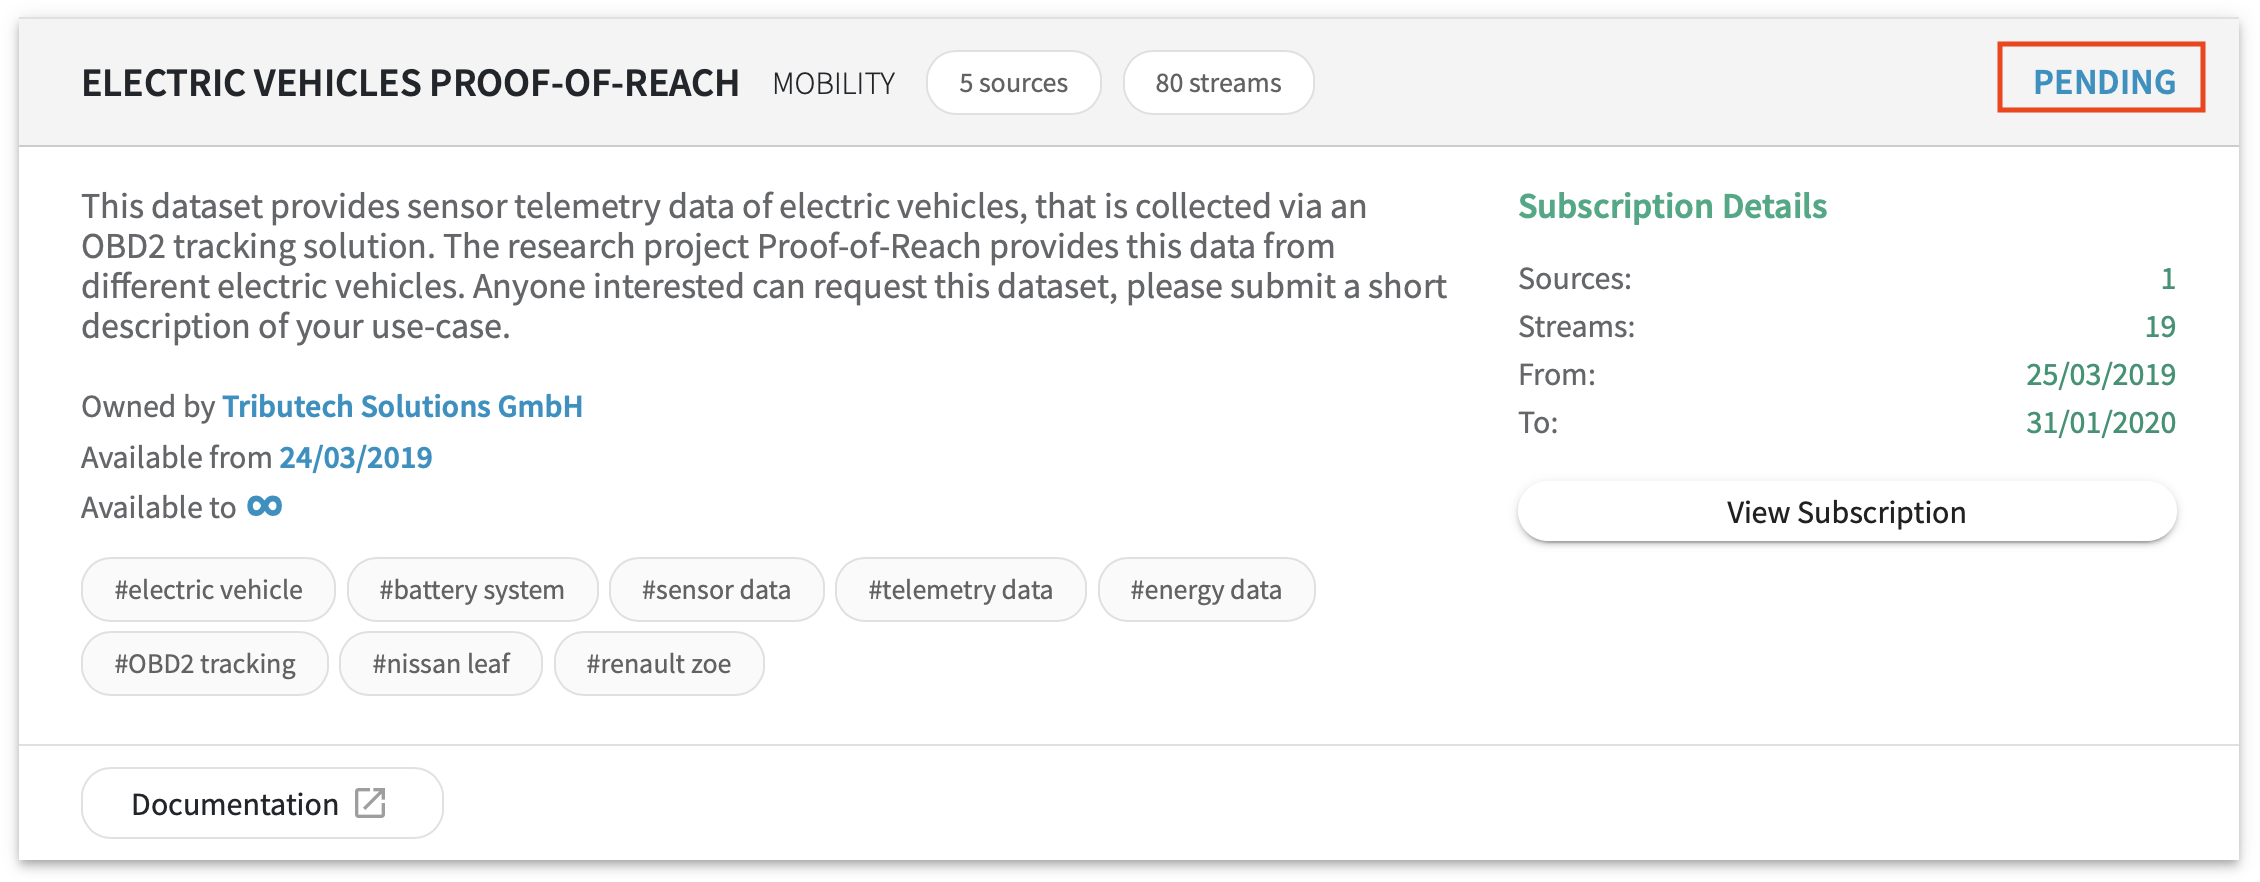 ELECTRIC VEHICLES PROOF-OF-REACH MOBILITY 5 sources 80 streams PENDING
This dataset provides sensor telemetry data of electric vehicles, that is collected via an
OBD2 tracking solution. The research project Proof-of-Reach provides this data from
different electric vehicles. Anyone interested can request this dataset, please submit a short
description of your use-case.
Owned by Tributech Solutions GmbH
Available from 24/03/2019
Available to ∞
#electric vehicle #battery system #sensor data #telemetry data #energy data
#OBD2 tracking #nissan leaf #renault zoe
Subscription Details
Sources: 1
Streams: 19
From: 25/03/2019
To: 31/01/2020
View Subscription
Documentation